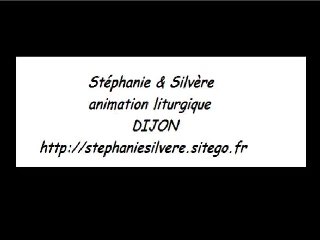 Stéphanie & Silvère
animation liturgique
DIJON
http://stephaniesilvere.sitego.fr